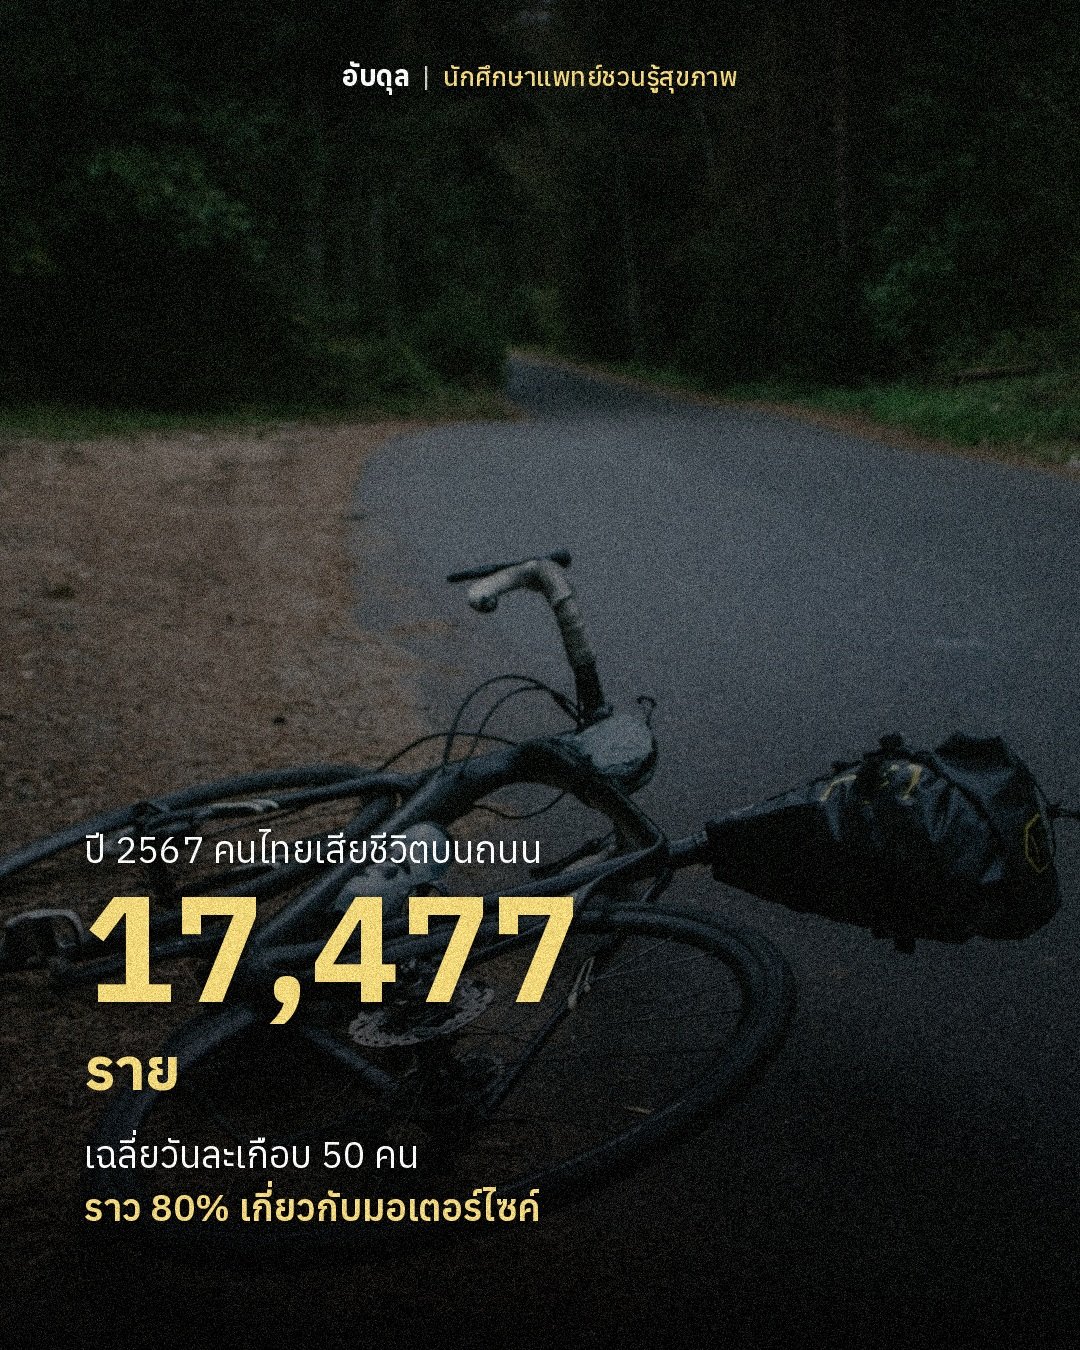 อับดุล | นักศึกษาแพทย์ชวนรู้สุขภาพ
ปี 2567 คนไทยเสียชีวิตบนถนน
17,477
ราย
เฉลี่ยวันละเกือบ 50 คน
ราว 80% เกี่ยวกับมอเตอร์ไซค์